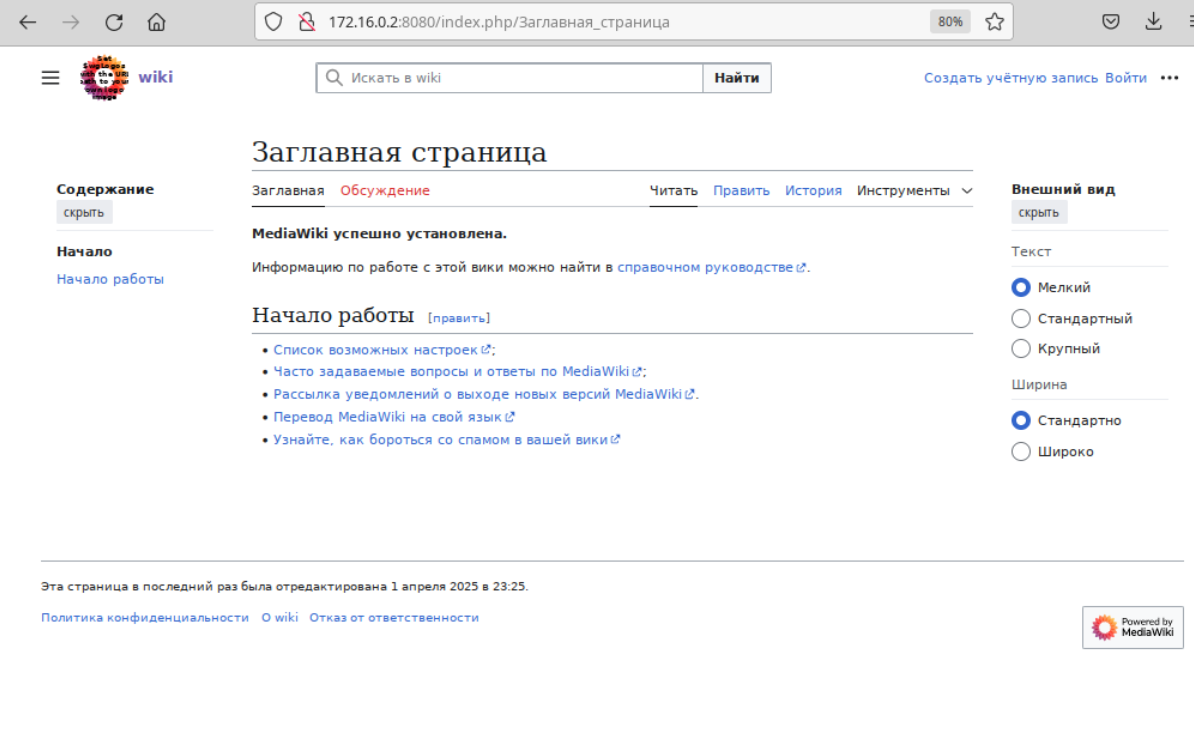 172.16.0.2:8080/index.php/Заглавная_страница
80%
Set
$wgLogos
with the URL
path to your
own logo
image
wiki
Искать в wiki
Найти
Создать учётную запись Войти
Заглавная страница
Содержание
скрыть
Начало
Начало работы
Заглавная Обсуждение
Читать Править История Инструменты
MediaWiki успешно установлена.
Информацию по работе с этой вики можно найти в справочном руководстве.
Начало работы [править]
• Список возможных настроек;
• Часто задаваемые вопросы и ответы по MediaWiki;
• Рассылка уведомлений о выходе новых версий MediaWiki.
• Перевод MediaWiki на свой язык
• Узнайте, как бороться со спамом в вашей вики
Внешний вид
скрыть
Текст
Мелкий
Стандартный
Крупный
Ширина
Стандартно
Широко
Эта страница в последний раз была отредактирована 1 апреля 2025 в 23:25.
Политика конфиденциальности О wiki Отказ от ответственности
Powered by
MediaWiki